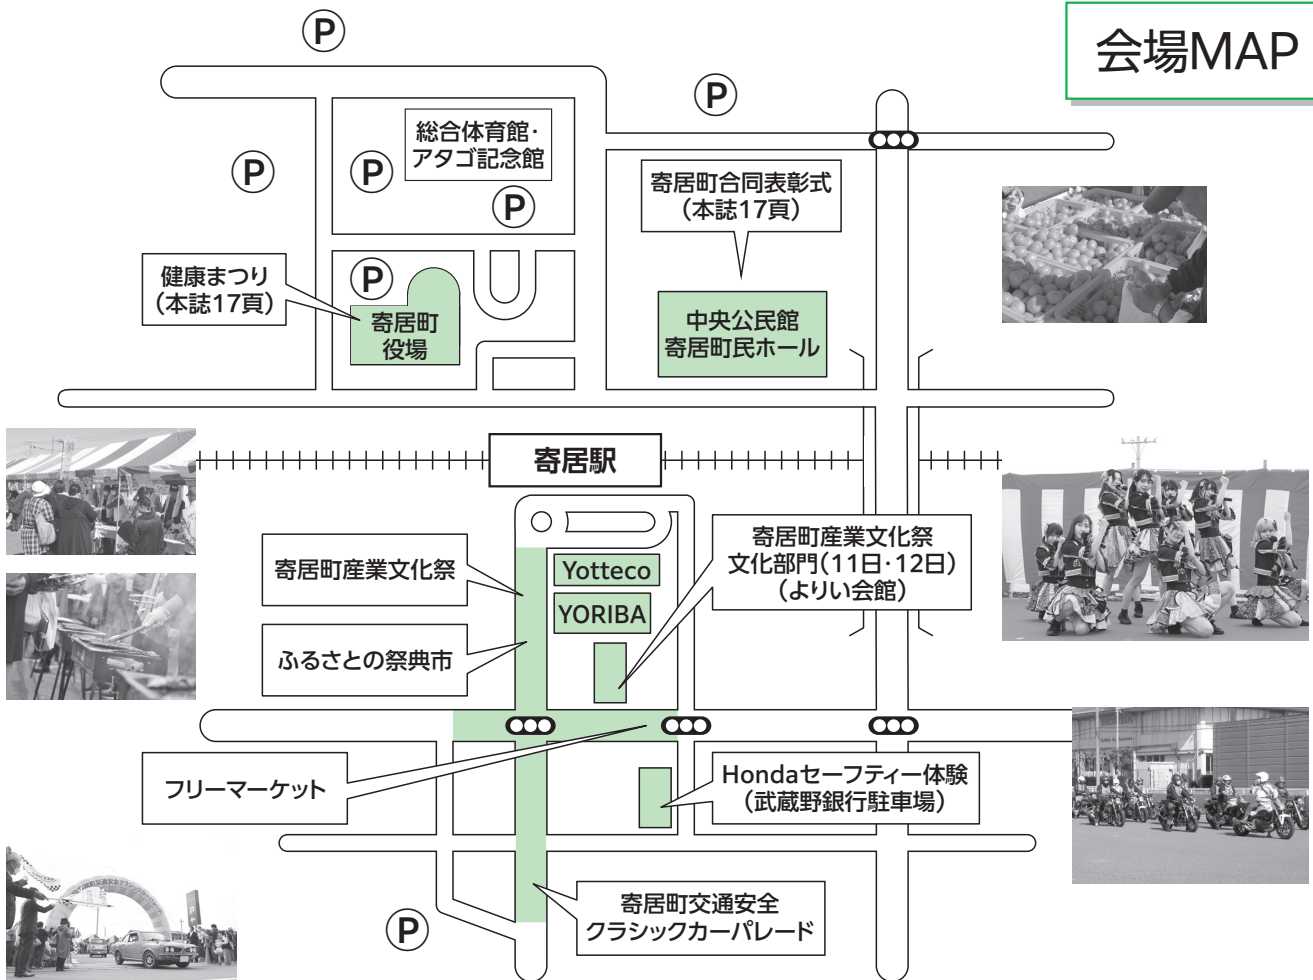 会場MAP
P
P
総合体育館・
アタゴ記念館
P
P
P
寄居町合同表彰式
（本誌17頁）
健康まつり
（本誌17頁）
P
寄居町
役場
中央公民館
寄居町民ホール
寄居駅
寄居町産業文化祭
Yotteco
YORIBA
寄居町産業文化祭
文化部門（11日・12日）
（よりい会館）
ふるさとの祭典市
フリーマーケット
Hondaセーフティー体験
（武蔵野銀行駐車場）
寄居町交通安全
クラシックカーパレード
P